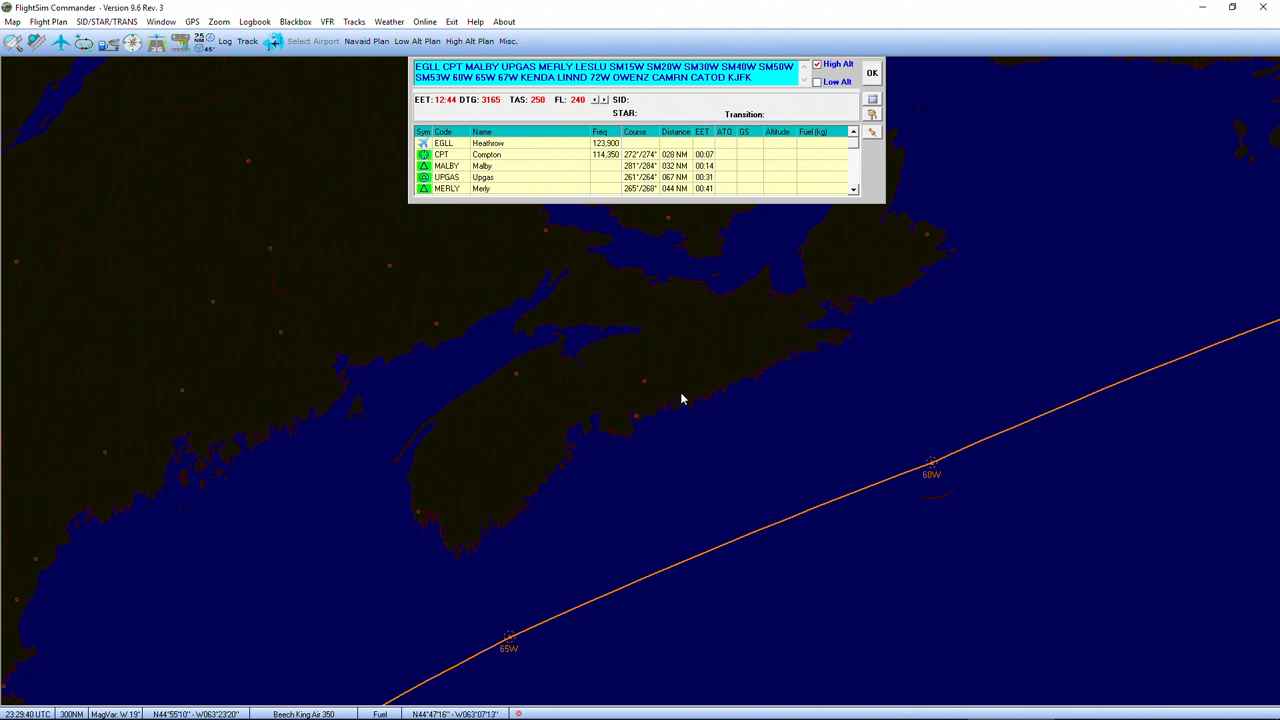 FlightSim Commander - Version 9.6 Rev. 3
Map Flight Plan SID/STAR/TRANS Window GPS Zoom Logbook Blackbox VFR Tracks Weather Online Exit Help About
25 NM 45° Log Track Select Airport Navaid Plan Low Alt Plan High Alt Plan Misc.
EGLL CPT MALBY UPGAS MERLY LESLU SM15W SM20W SM30W SM40W SM50W
SM53W 60W 65W 67W KENDA LINND 72W OWENZ CAMRN CATOD KJFK
High Alt
Low Alt
OK
EET: 12:44 DTG: 3165 TAS: 250 FL: 240 SID:
STAR: Transition:
Sym Code Name Freq Course Distance EET ATO GS Altitude Fuel (kg)
EGLL Heathrow 123,900
CPT Compton 114,350 272°/274° 028 NM 00:07
MALBY Malby 281°/284° 032 NM 00:14
UPGAS Upgas 261°/264° 067 NM 00:31
MERLY Merly 265°/268° 044 NM 00:41
60W
65W
23:29:40 UTC 300NM MagVar: W 19° N44°55'10" - W063°23'20" Beech King Air 350 Fuel N44°47'16" - W063°07'13"